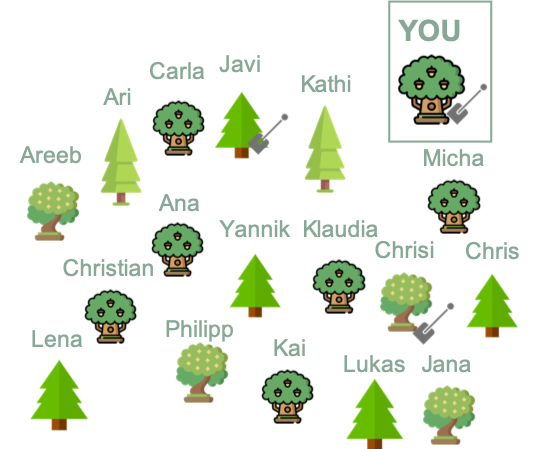 YOU
Carla
Javi
Kathi
Ari
Areeb
Micha
Ana
Yannik
Klaudia
Chrisi
Chris
Christian
Lena
Philipp
Kai
Lukas
Jana